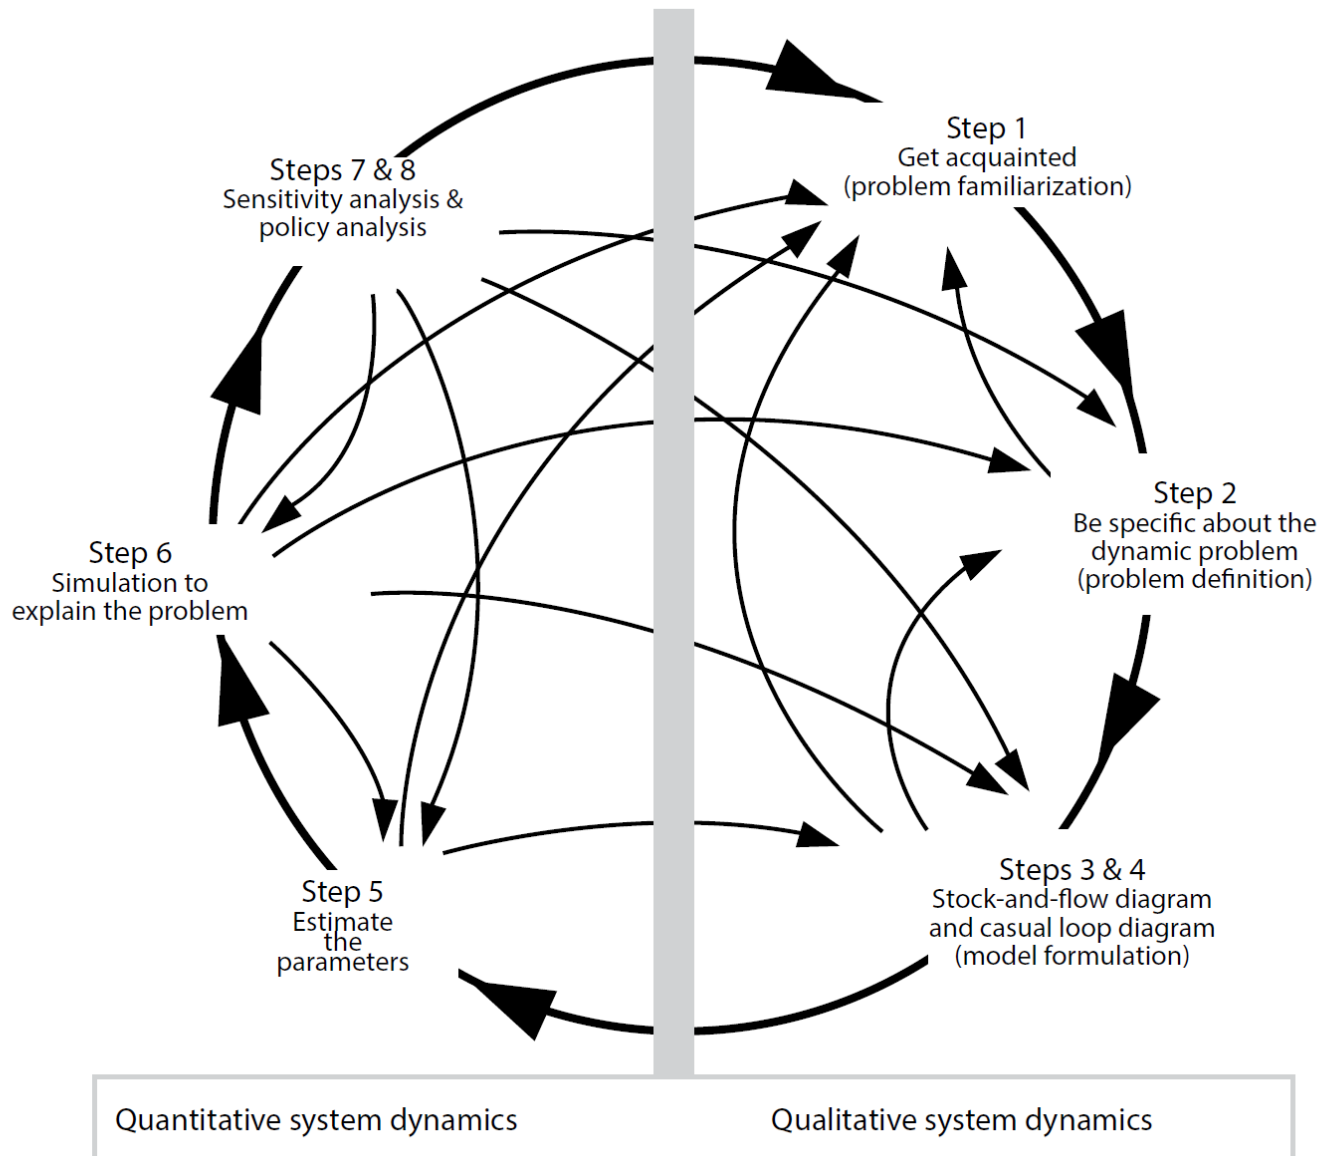 Step 1
Get acquainted
(problem familiarization)
Steps 7 & 8
Sensitivity analysis &
policy analysis
Step 2
Be specific about the
dynamic problem
(problem definition)
Step 6
Simulation to
explain the problem
Steps 3 & 4
Stock-and-flow diagram
and casual loop diagram
(model formulation)
Step 5
Estimate
the
parameters
Quantitative system dynamics
Qualitative system dynamics